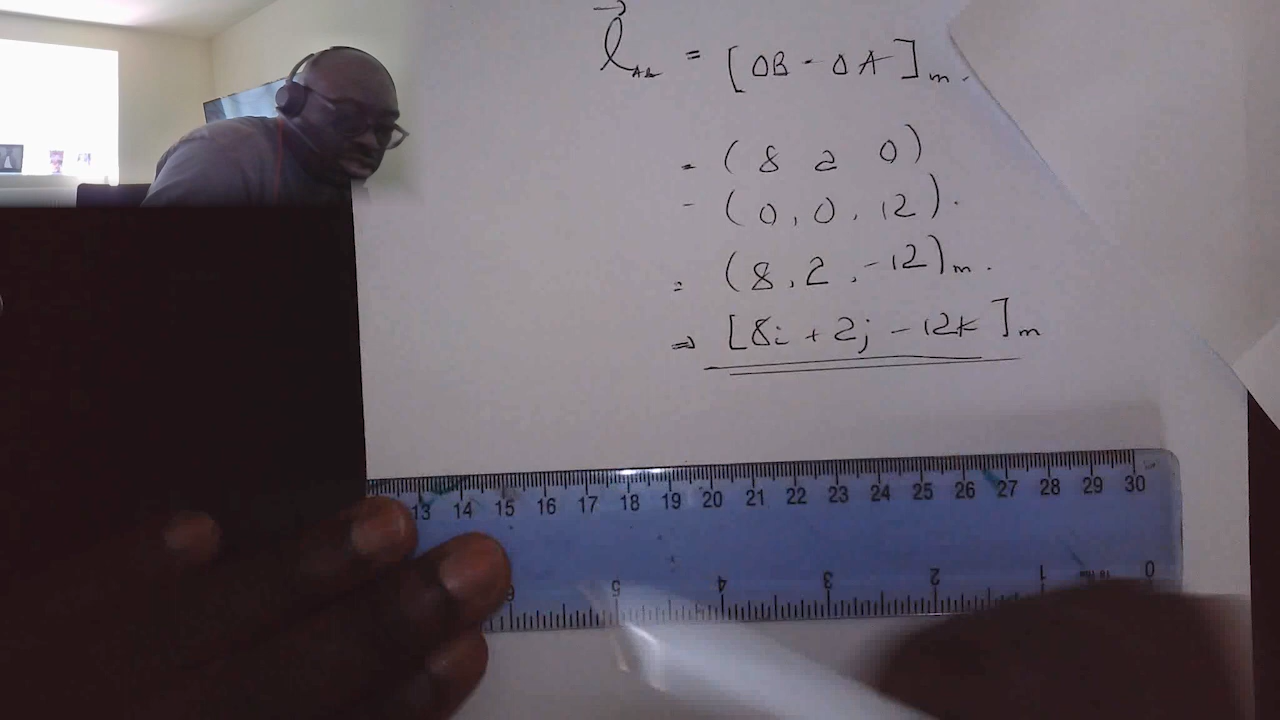 l⃗ AB = [OB - OA]m.
= (8 2 0)
- (0, 0, 12).
= (8, 2, -12)m.
⇒ [8i + 2j - 12k]m
13 14 15 16 17 18 19 20 21 22 23 24 25 26 27 28 29 30
6 5 4 3 2 1 0